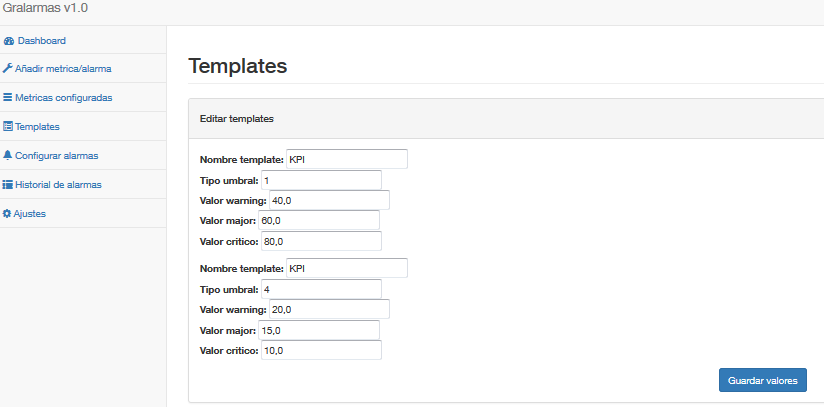 Gralarmas v1.0
Dashboard
Añadir metrica/alarma
Metricas configuradas
Templates
Configurar alarmas
Historial de alarmas
Ajustes
Templates
Editar templates
Nombre template: KPI
Tipo umbral: 1
Valor warning: 40,0
Valor major: 60,0
Valor critico: 80,0
Nombre template: KPI
Tipo umbral: 4
Valor warning: 20,0
Valor major: 15,0
Valor critico: 10,0
Guardar valores